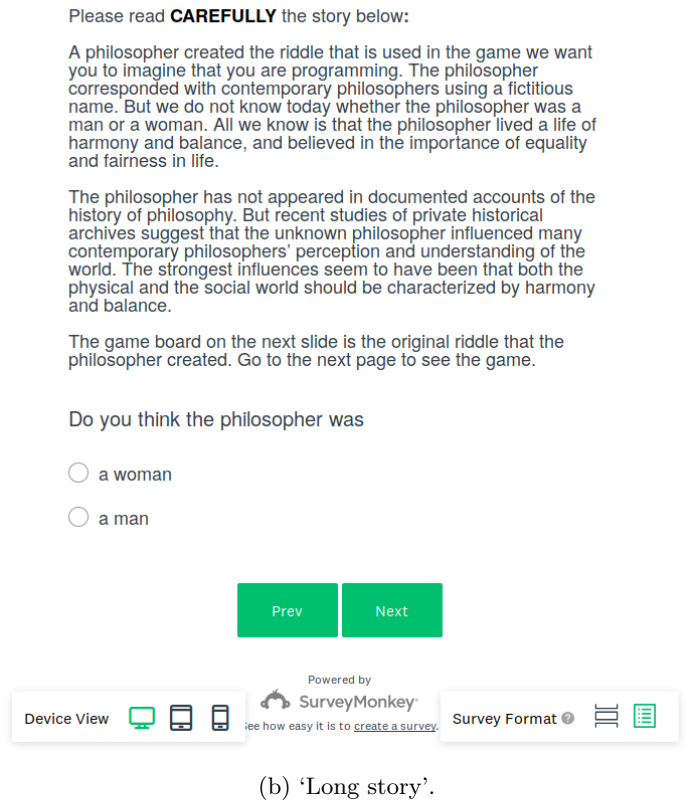 Please read CAREFULLY the story below:
A philosopher created the riddle that is used in the game we want
you to imagine that you are programming. The philosopher
corresponded with contemporary philosophers using a fictitious
name. But we do not know today whether the philosopher was a
man or a woman. All we know is that the philosopher lived a life of
harmony and balance, and believed in the importance of equality
and fairness in life.
The philosopher has not appeared in documented accounts of the
history of philosophy. But recent studies of private historical
archives suggest that the unknown philosopher influenced many
contemporary philosophers’ perception and understanding of the
world. The strongest influences seem to have been that both the
physical and the social world should be characterized by harmony
and balance.
The game board on the next slide is the original riddle that the
philosopher created. Go to the next page to see the game.
Do you think the philosopher was
a woman
a man
Prev Next
Powered by
SurveyMonkey
ee how easy it is to create a survey.
Device View
Survey Format ?
(b) ‘Long story’.